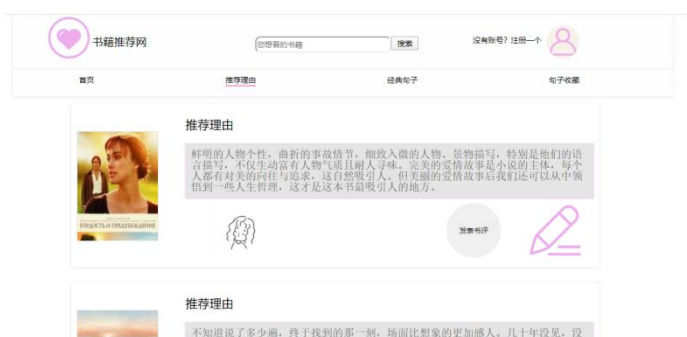 书籍推荐网
您想看的书籍
搜索
没有账号？注册一个
首页
推荐理由
经典句子
句子收藏
推荐理由
鲜明的人物个性，曲折的事故情节，细致入微的人物、景物描写，特别是他们的语
言描写，不仅生动富有人物气质且耐人寻味。完美的爱情故事是小说的主体，每个
人都有对美的向往与追求，这自然吸引人。但美丽的爱情故事后我们还可以从中领
悟到一些人生哲理，这才是这本书最吸引人的地方。
ГОРДОСТЬ И ПРЕДУБЕЖДЕНИЕ
发表书评
推荐理由
不知道说了多少遍，终于找到的那一刻，场面比想象的更加感人。几十年没见，没